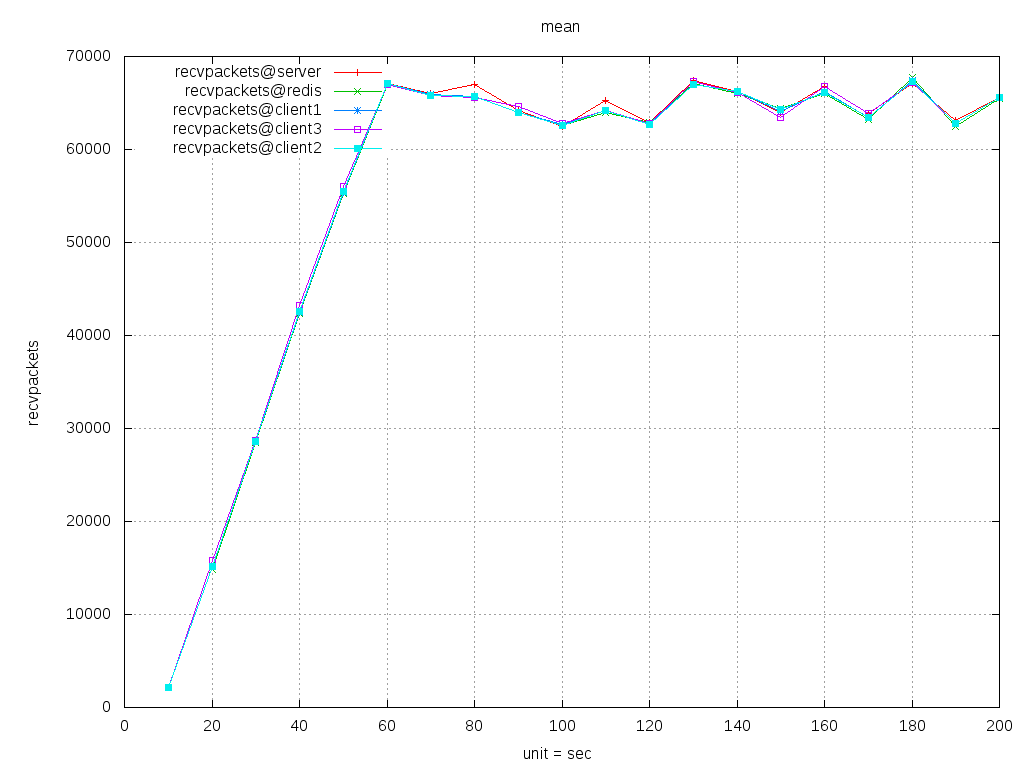 mean
70000
60000
50000
40000
30000
20000
10000
0
recvpackets
recvpackets@server
recvpackets@redis
recvpackets@client1
recvpackets@client3
recvpackets@client2
0 20 40 60 80 100 120 140 160 180 200
unit = sec